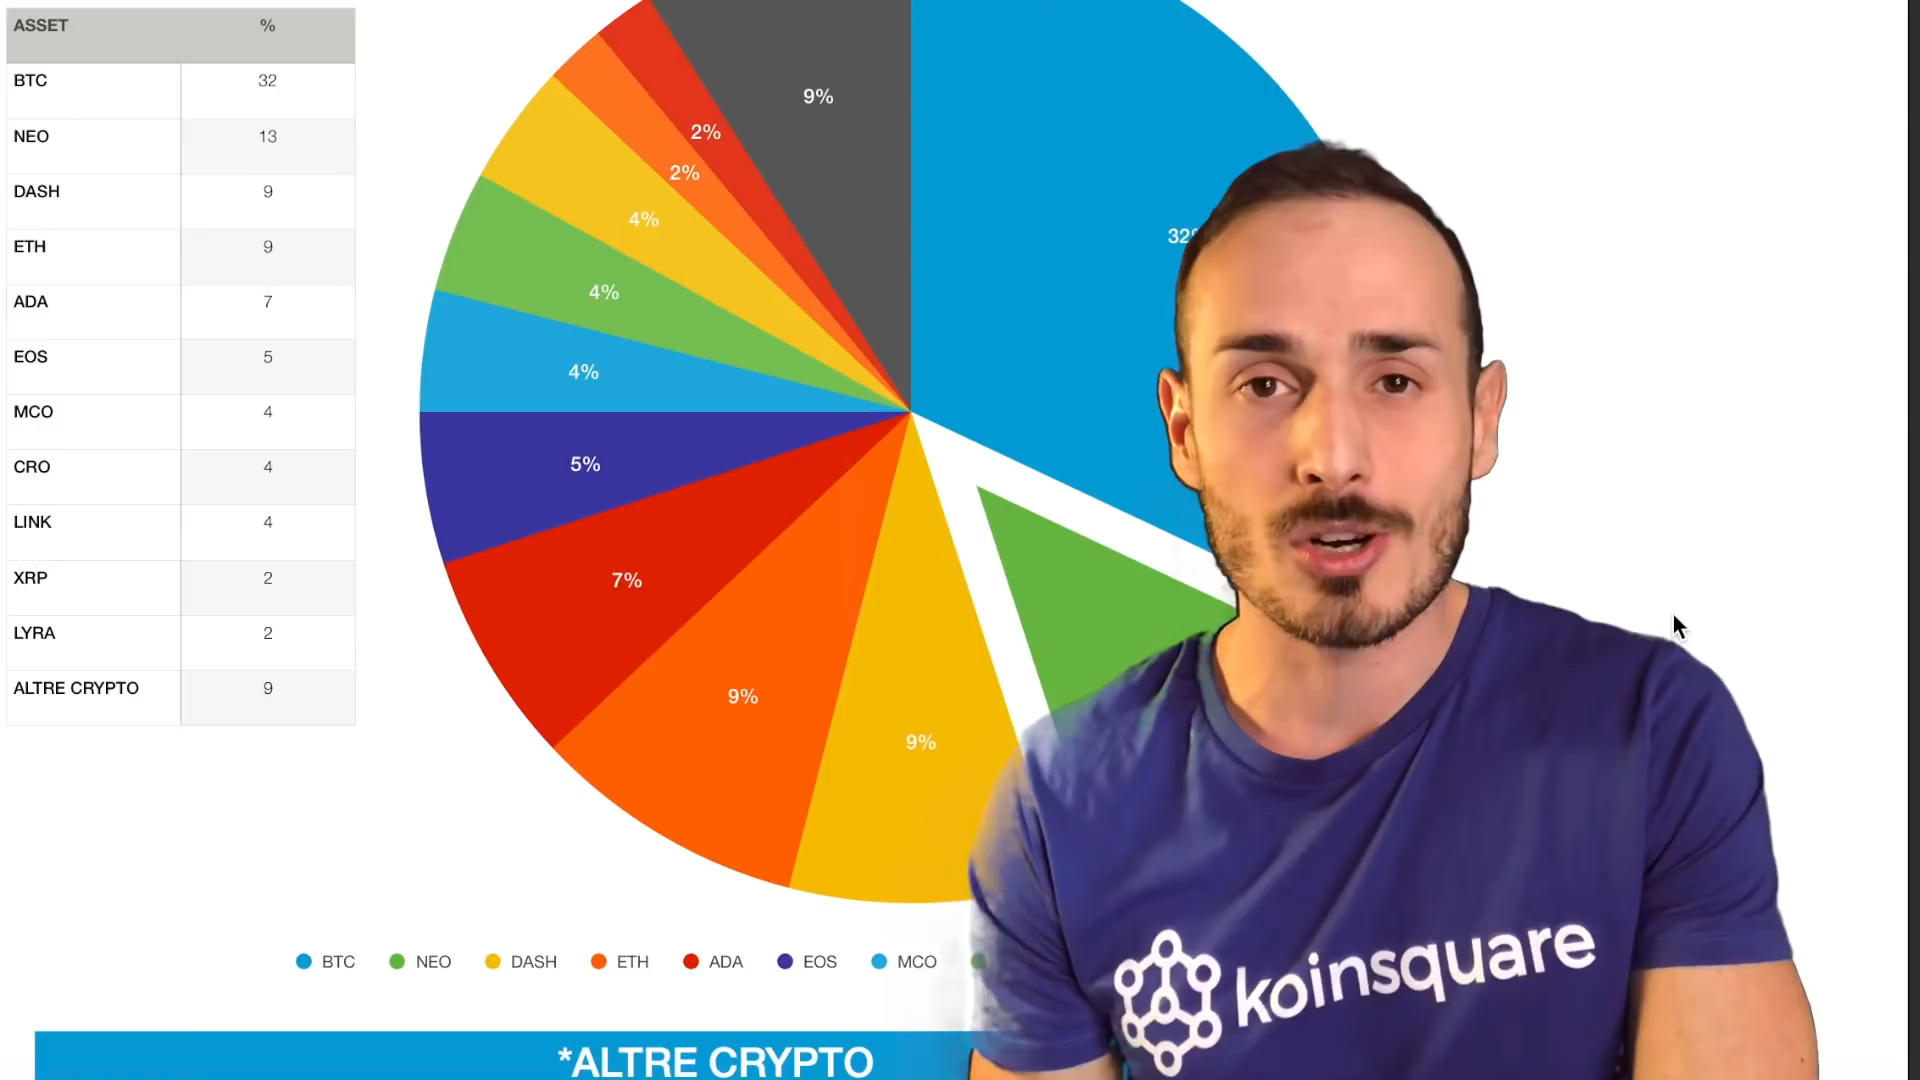 ASSET %
BTC 32
NEO 13
DASH 9
ETH 9
ADA 7
EOS 5
MCO 4
CRO 4
LINK 4
XRP 2
LYRA 2
ALTRE CRYPTO 9
9%
2%
2%
4%
4%
4%
5%
7%
9%
9%
32%
BTC NEO DASH ETH ADA EOS MCO
*ALTRE CRYPTO
koinsquare